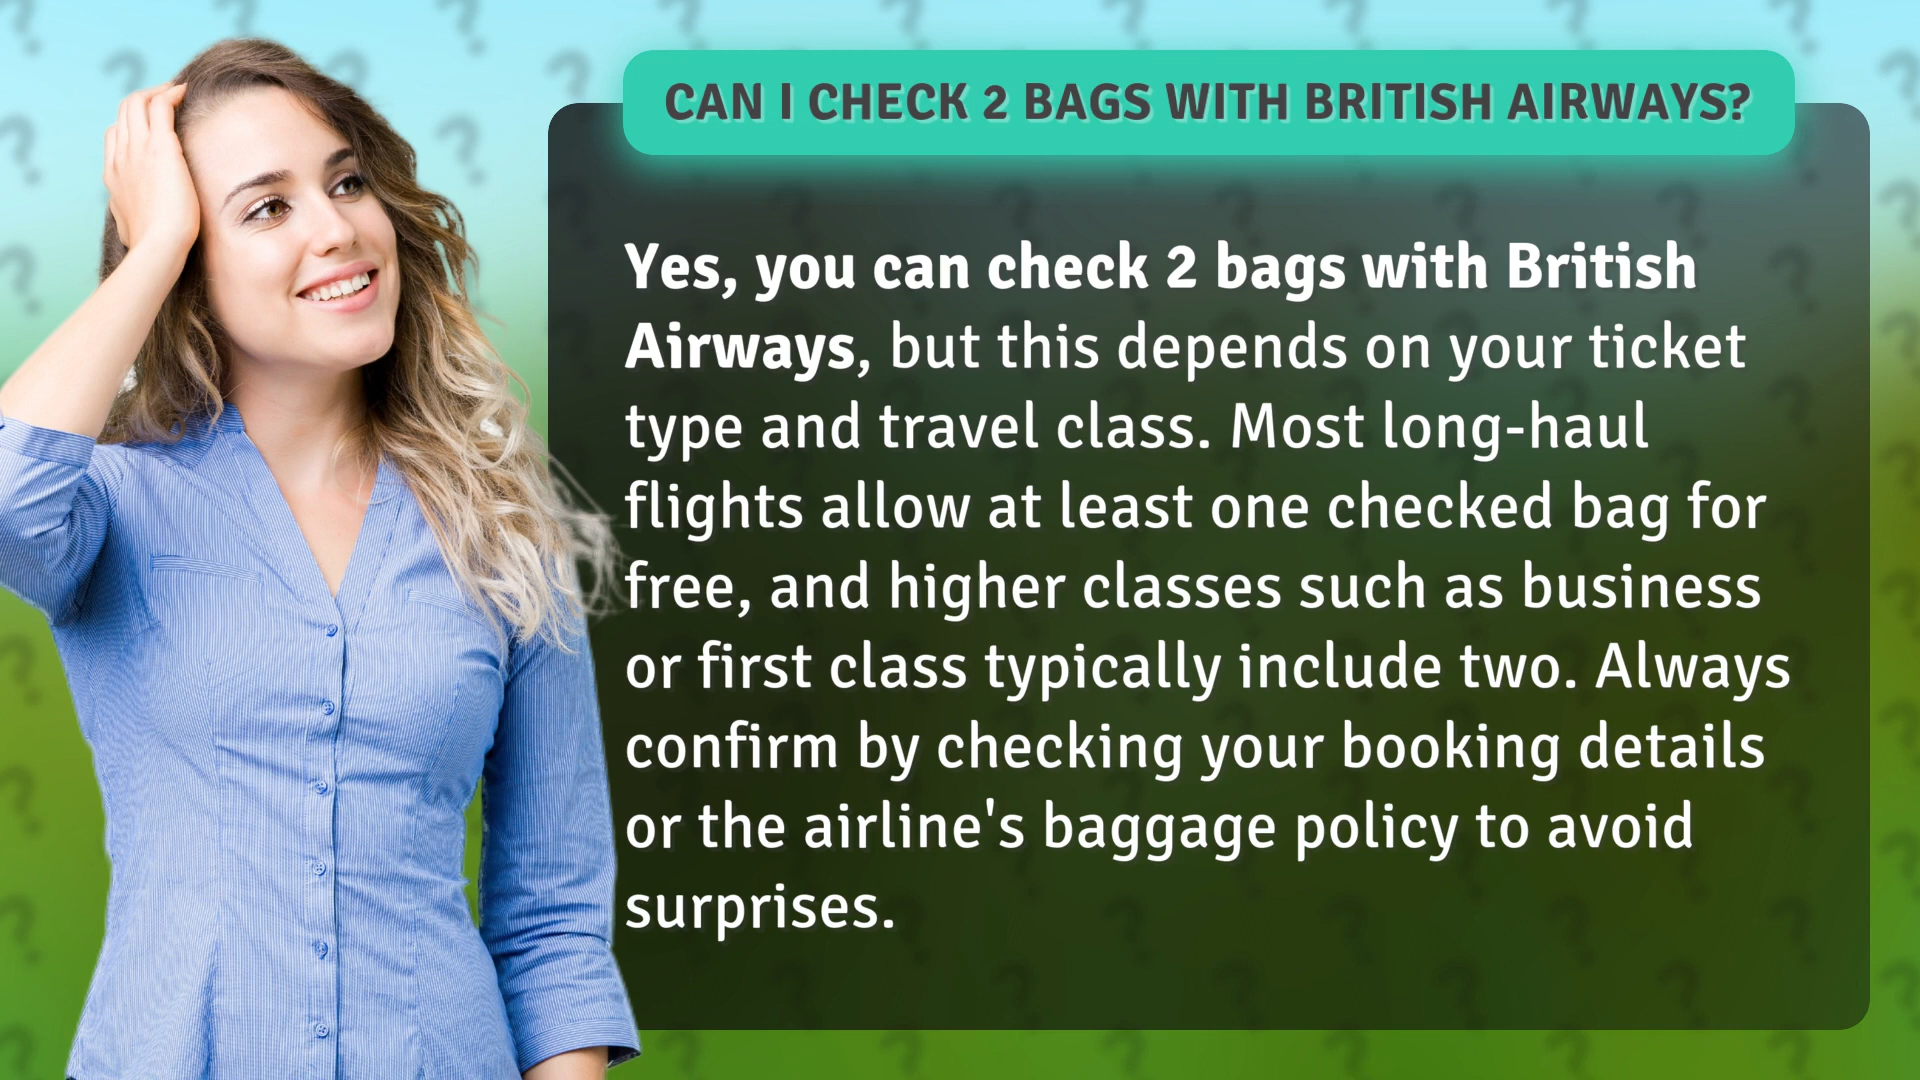 CAN I CHECK 2 BAGS WITH BRITISH AIRWAYS?
Yes, you can check 2 bags with British
Airways, but this depends on your ticket
type and travel class. Most long-haul
flights allow at least one checked bag for
free, and higher classes such as business
or first class typically include two. Always
confirm by checking your booking details
or the airline's baggage policy to avoid
surprises.